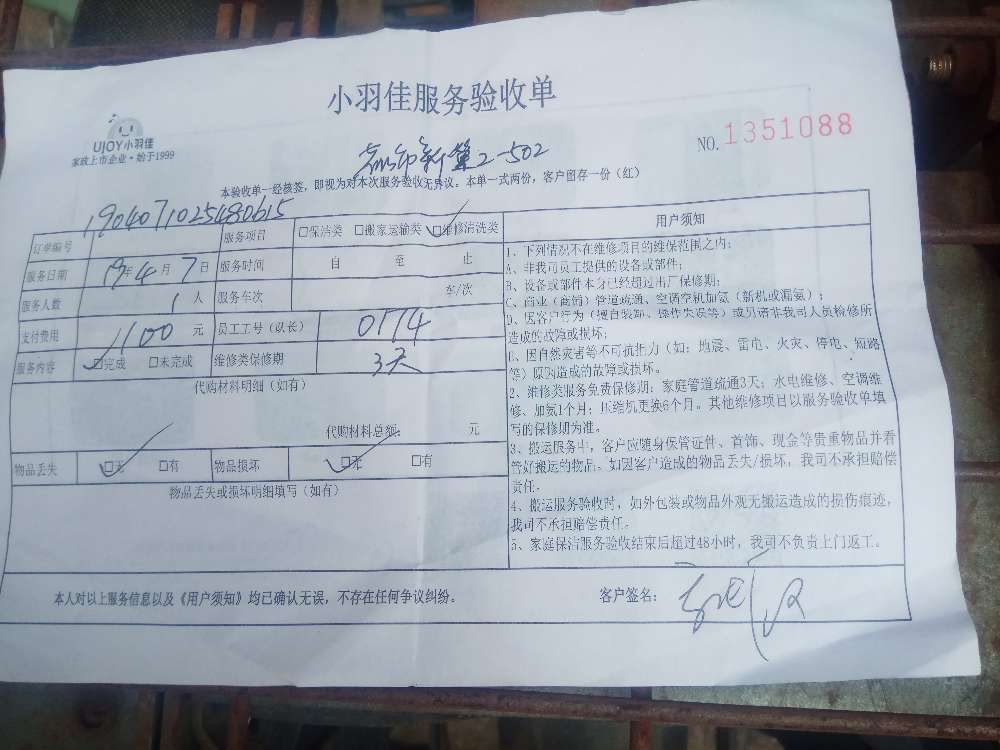 小羽佳服务验收单
UJOY小羽佳
家政上市企业·始于1999
NO.1351088
2-502
本验收单一经核签，即视为对本次服务验收无异议。本单一式两份，客户留存一份（红）
订单编号 1904071025480615
服务项目 □保洁类 □搬家运输类 □维修清洗类
服务日期 19年4月7日 服务时间 自 至 止
服务人数 1人 服务车次 车/次
支付费用 1100元 员工工号（队长） 0174
服务内容 □完成 □未完成 维修类保修期 3天
代购材料明细（如有）
代购材料总额： 元
物品丢失 □无 □有 物品损坏 □无 □有
物品丢失或损坏明细填写（如有）
用户须知
1、下列情况不在维修项目的维保范围之内：
A、非我司员工提供的设备或部件；
B、设备或部件本身已经超过出厂保修期；
C、商业（商铺）管道疏通、空调空机加氨（新机或漏氨）；
D、因客户行为（擅自装卸、操作失误等）或另请非我司人员检修所
造成的故障或损坏；
E、因自然灾害等不可抗拒力（如：地震、雷电、火灾、停电、短路
等）原因造成的故障或损坏。
2、维修类服务免费保修期：家庭管道疏通3天；水电维修、空调维
修、加氨1个月；压缩机更换6个月。其他维修项目以服务验收单填
写的保修期为准。
3、搬运服务中，客户应随身保管证件、首饰、现金等贵重物品并看
管好搬运的物品。如因客户造成的物品丢失/损坏，我司不承担赔偿
责任。
4、搬运服务验收时，如外包装或物品外观无搬运造成的损伤痕迹，
我司不承担赔偿责任。
5、家庭保洁服务验收结束后超过48小时，我司不负责上门返工。
本人对以上服务信息以及《用户须知》均已确认无误，不存在任何争议纠纷。
客户签名：